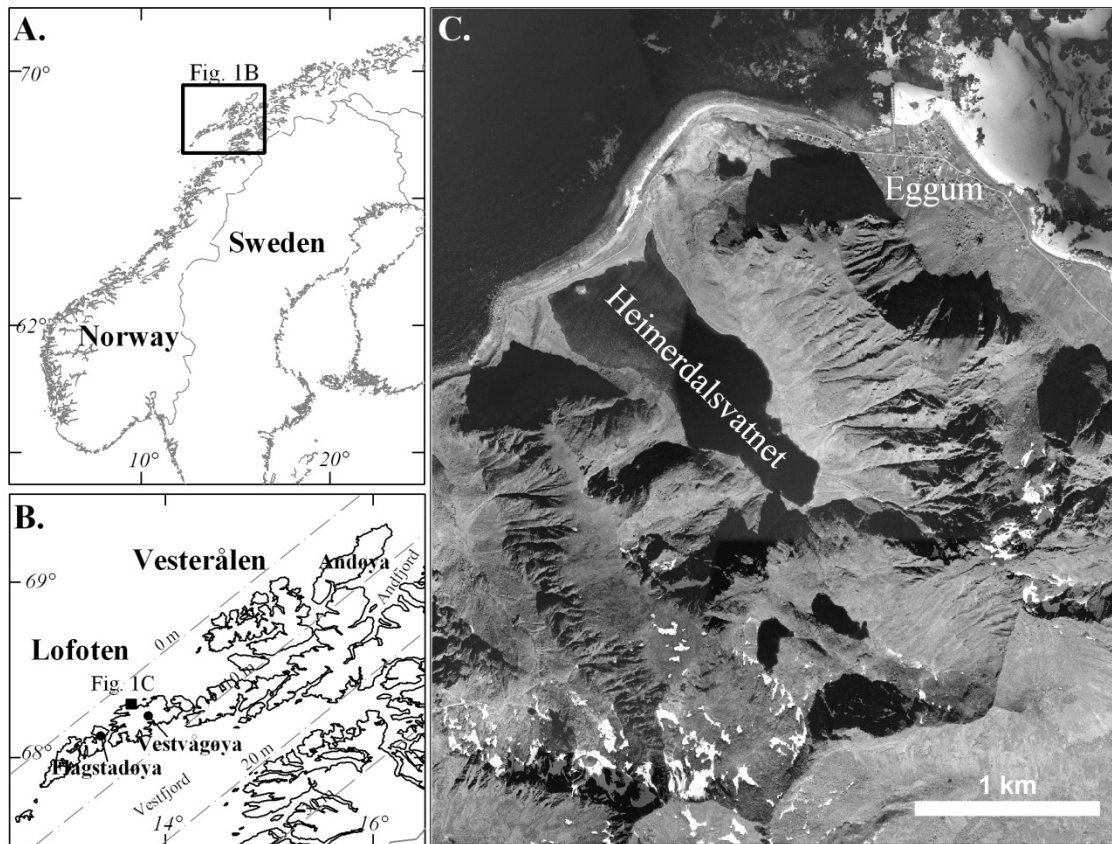 A.
70°
Fig. 1B
Sweden
Norway
62°
10°
20°
B.
Vesterålen
Andøya
Andfjord
69°
0 m
Lofoten
Fig. 1C
Vestvågøya
68°
Flagstadøya
20 m
Vestfjord
14°
16°
C.
Eggum
Heimerdalsvatnet
1 km